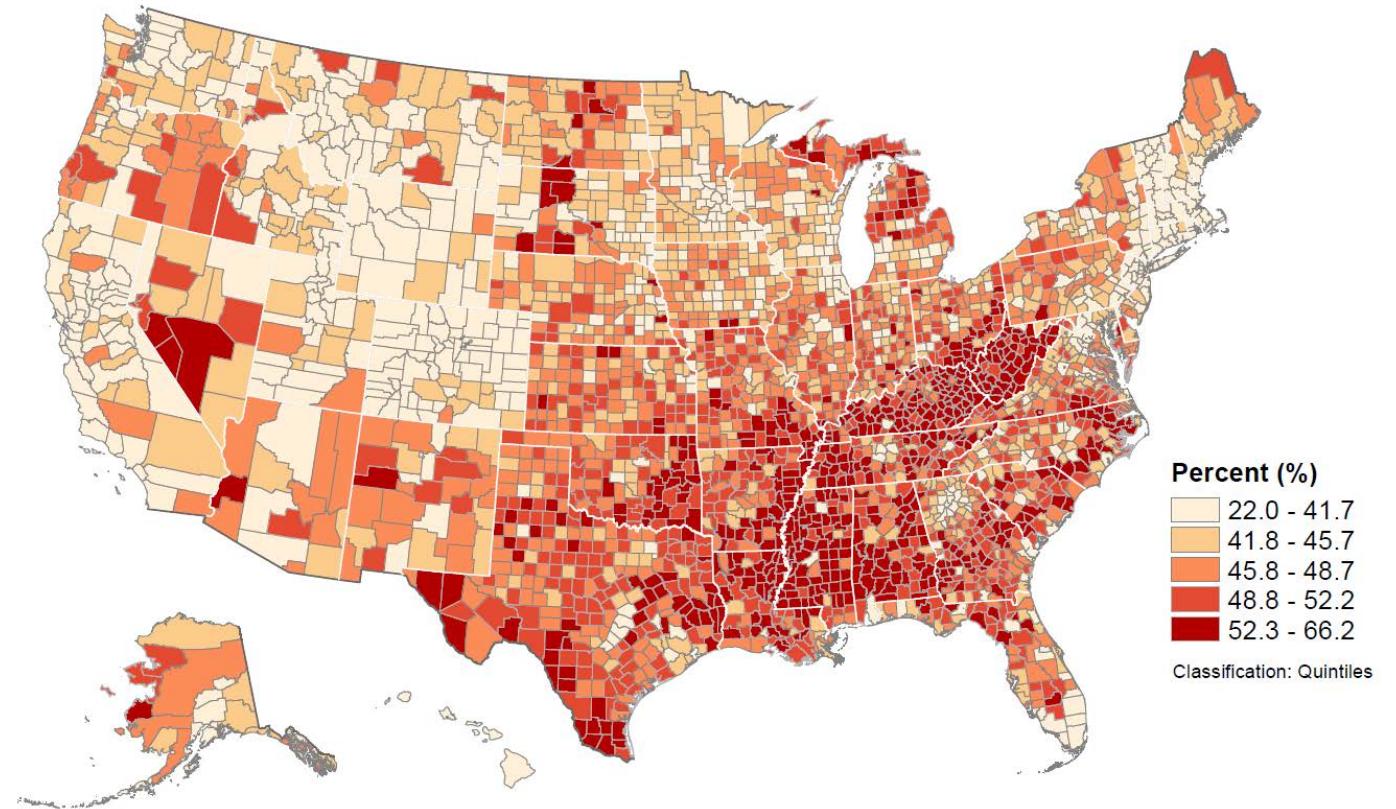 Percent (%)
22.0 - 41.7
41.8 - 45.7
45.8 - 48.7
48.8 - 52.2
52.3 - 66.2
Classification: Quintiles